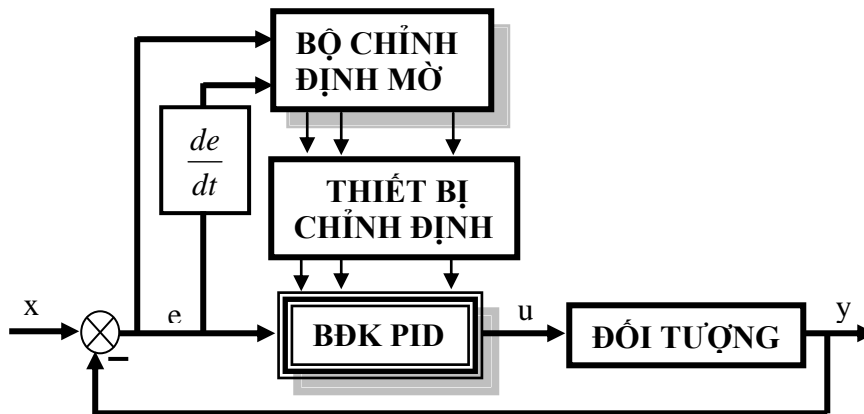 BỘ CHỈNH
ĐỊNH MỜ
de
dt
THIẾT BỊ
CHỈNH ĐỊNH
x
e
BĐK PID
u
ĐỐI TƯỢNG
y